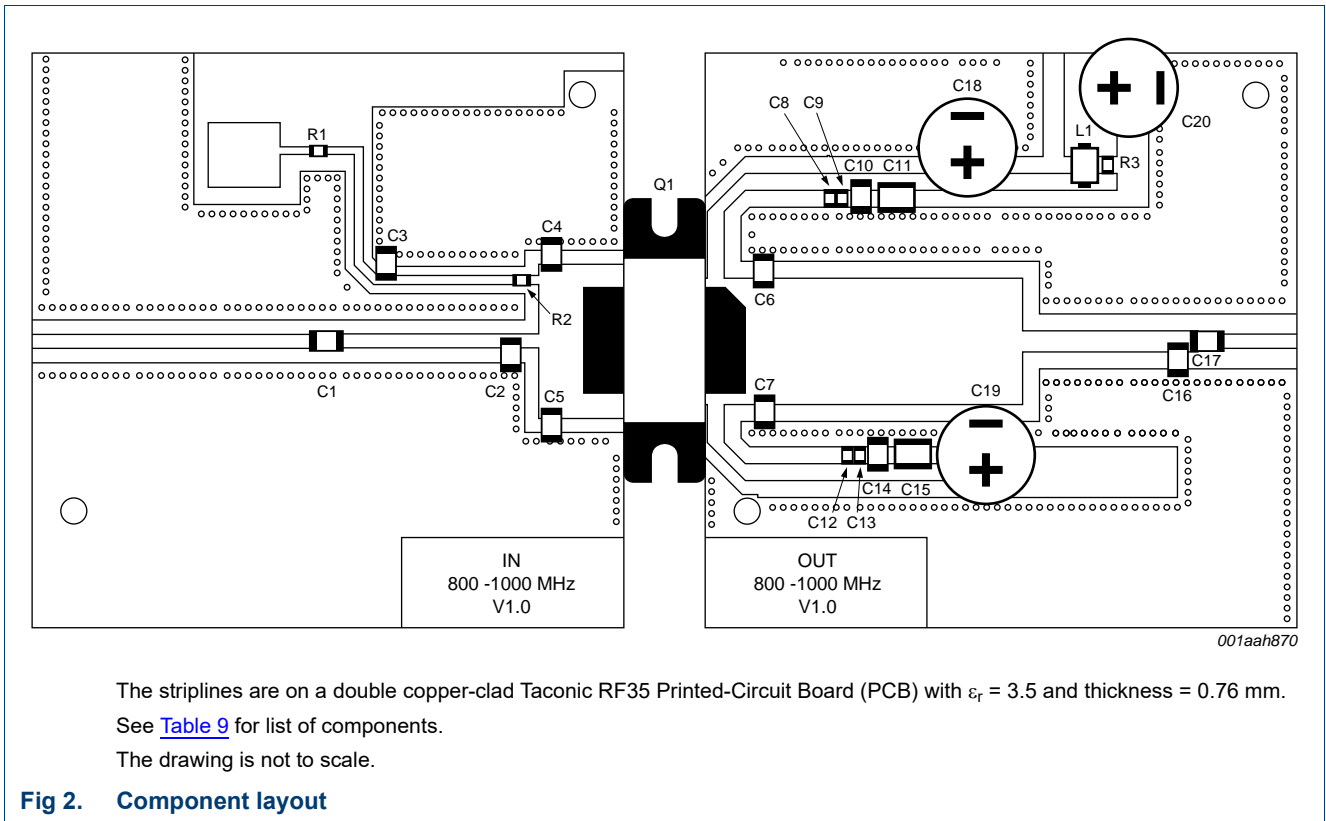 C18
C8 C9
C20
L1
R1
R3
C10 C11
Q1
C3
C4
C6
R2
C1
C2
C5
C7
C19
C17
C16
C14 C15
C12 C13
IN
800 -1000 MHz
V1.0
OUT
800 -1000 MHz
V1.0
001aah870
The striplines are on a double copper-clad Taconic RF35 Printed-Circuit Board (PCB) with εr = 3.5 and thickness = 0.76 mm.
See Table 9 for list of components.
The drawing is not to scale.
Fig 2. Component layout